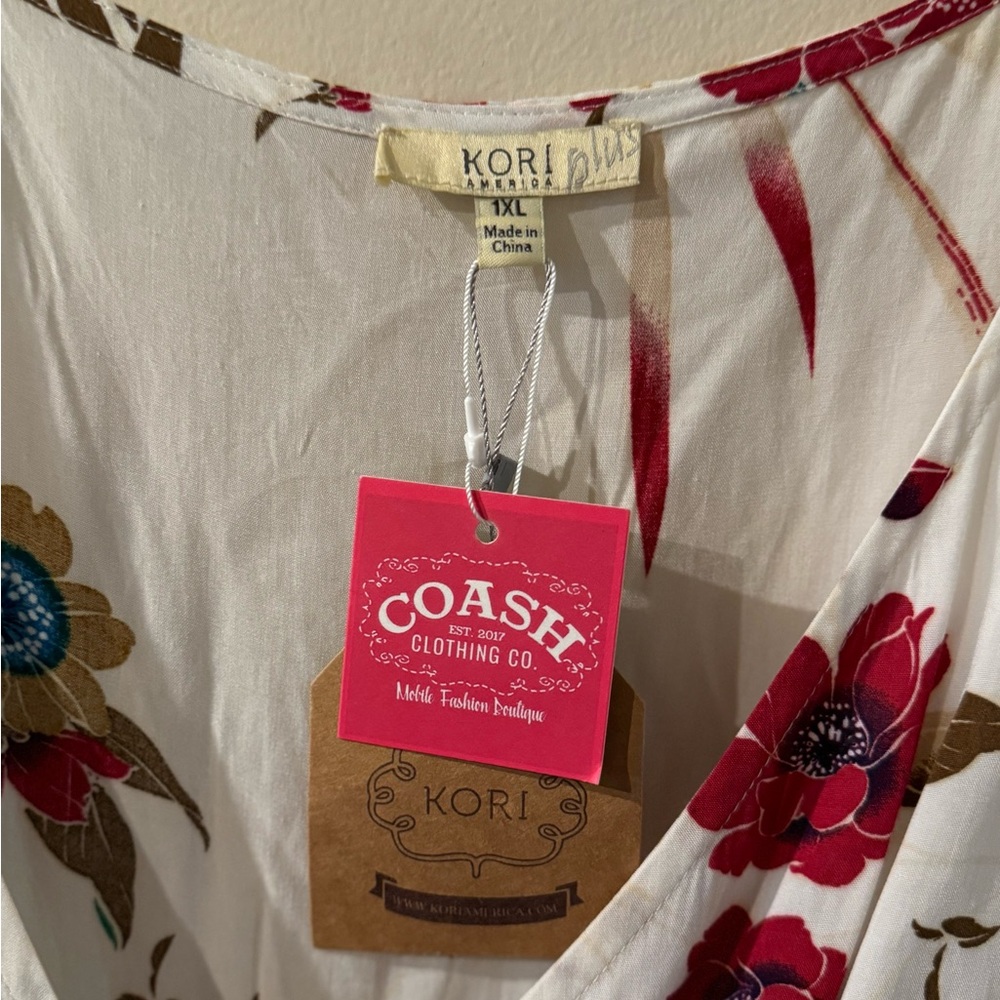 KORI plus
AMERICA
1XL
Made in
China
COASH
EST. 2017
CLOTHING CO.
Mobile Fashion Boutique
KORI
WWW.KORIAMERICA.COM